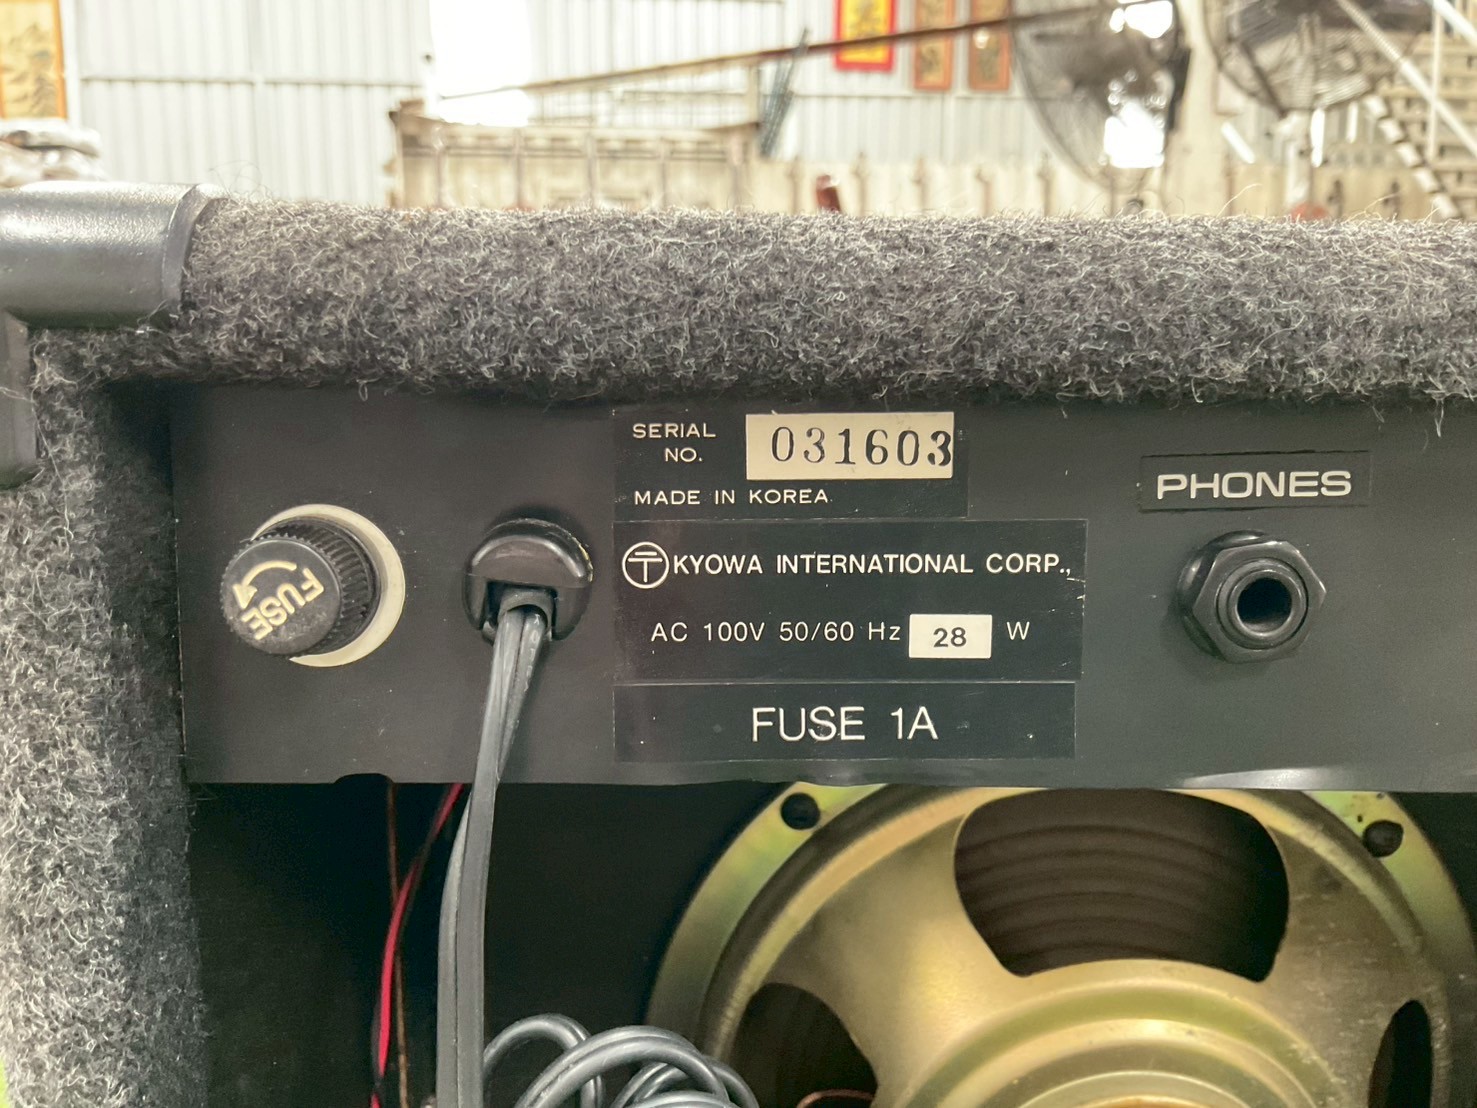 SERIAL
NO. 031603
MADE IN KOREA
KYOWA INTERNATIONAL CORP.,
AC 100V 50/60 Hz 28 W
FUSE 1A
FUSE
PHONES